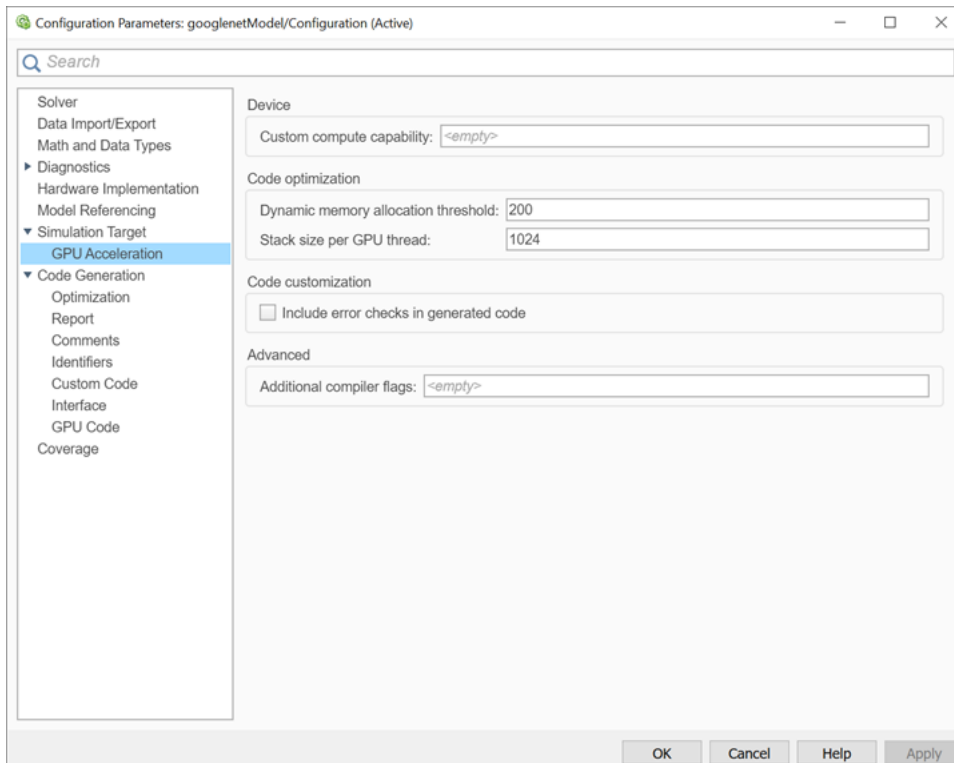 Configuration Parameters: googlenetModel/Configuration (Active)
Search
Solver
Data Import/Export
Math and Data Types
Diagnostics
Hardware Implementation
Model Referencing
Simulation Target
GPU Acceleration
Code Generation
Optimization
Report
Comments
Identifiers
Custom Code
Interface
GPU Code
Coverage
Device
Custom compute capability: <empty>
Code optimization
Dynamic memory allocation threshold: 200
Stack size per GPU thread: 1024
Code customization
Include error checks in generated code
Advanced
Additional compiler flags: <empty>
OK Cancel Help Apply